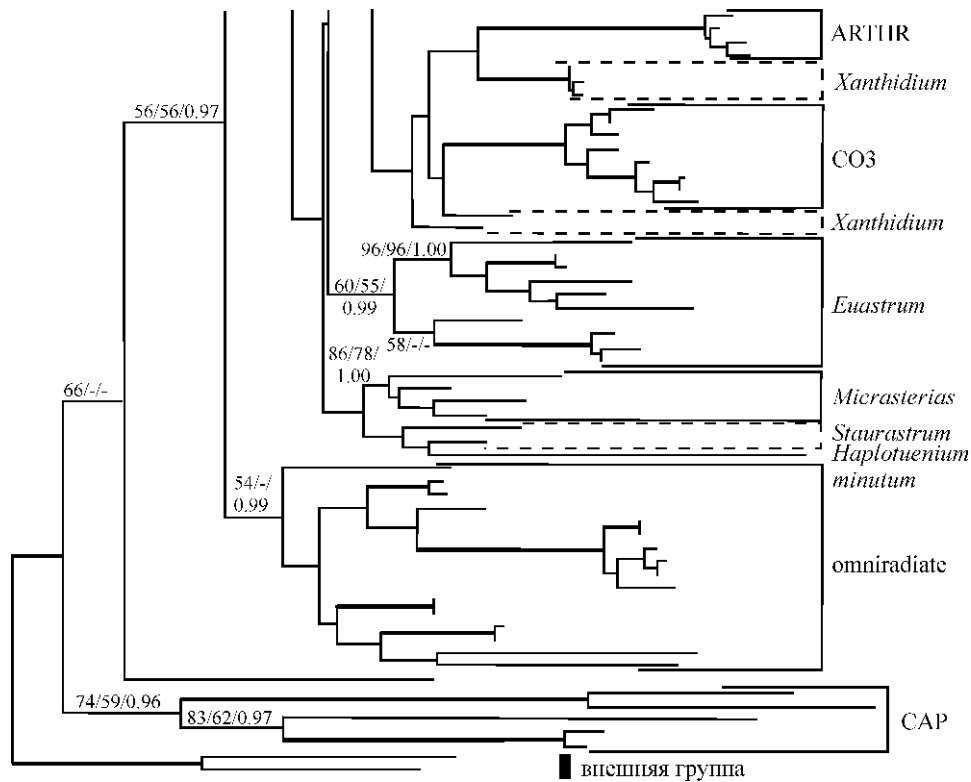 ARTHR
Xanthidium
56/56/0.97
CO3
Xanthidium
96/96/1.00
60/55/
0.99
Euastrum
58/-/-
86/78/
1.00
66/-/-
Micrasterias
Staurastrum
Haplotuenium
minutum
54/-/
0.99
omniradiate
74/59/0.96
83/62/0.97
CAP
внешняя группа